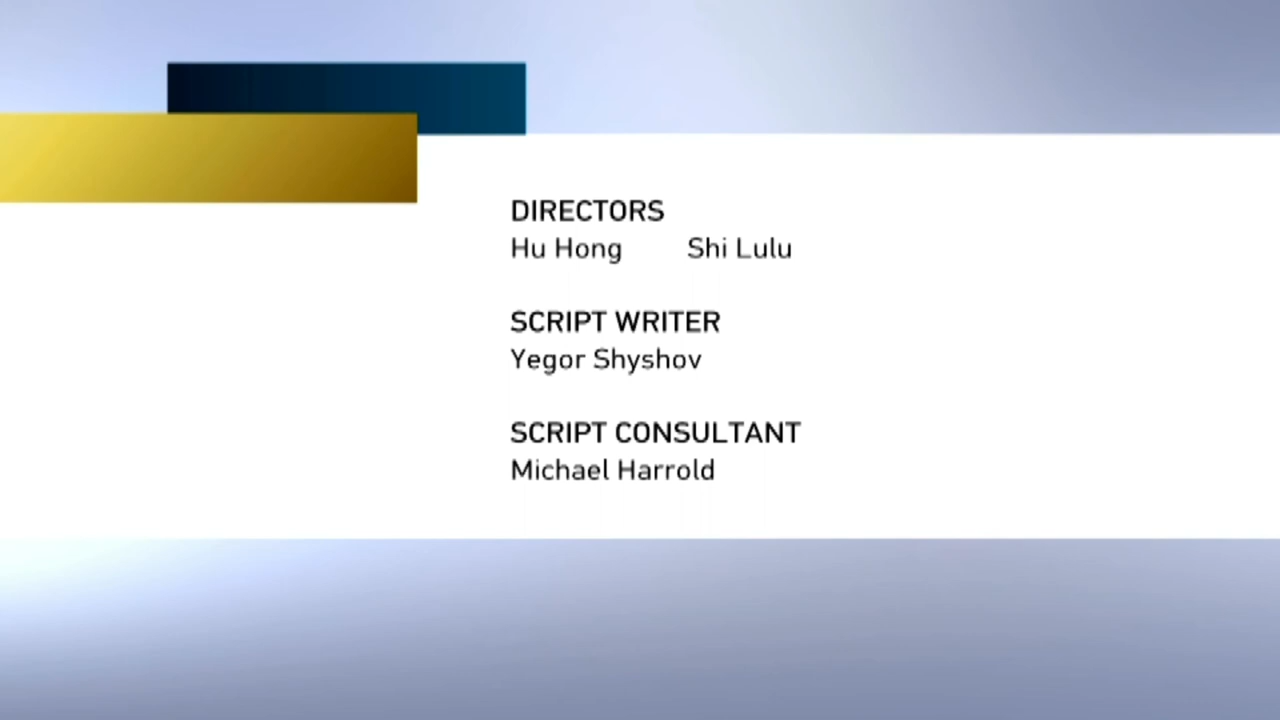 DIRECTORS
Hu Hong Shi Lulu
SCRIPT WRITER
Yegor Shyshov
SCRIPT CONSULTANT
Michael Harrold